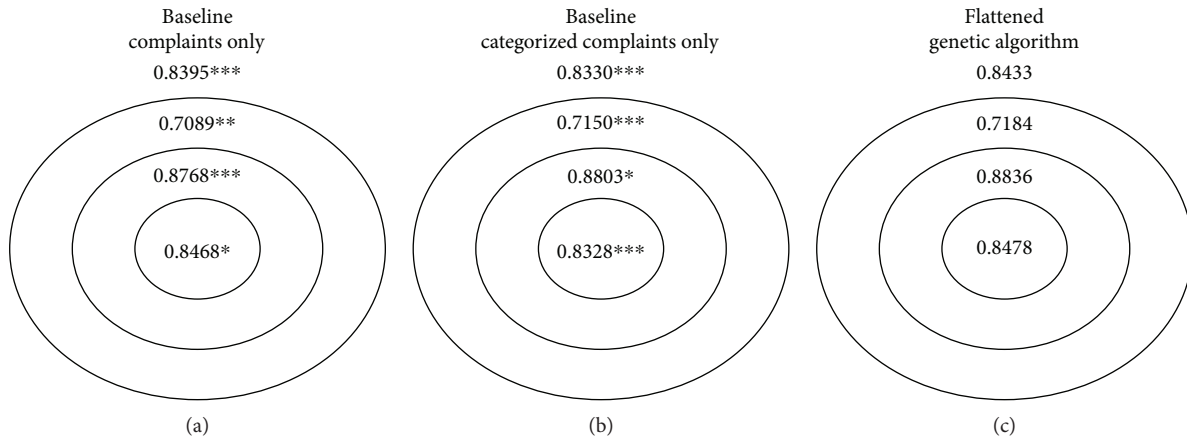 Baseline
complaints only
0.8395***
0.7089**
0.8768***
0.8468*
(a)
Baseline
categorized complaints only
0.8330***
0.7150***
0.8803*
0.8328***
(b)
Flattened
genetic algorithm
0.8433
0.7184
0.8836
0.8478
(c)